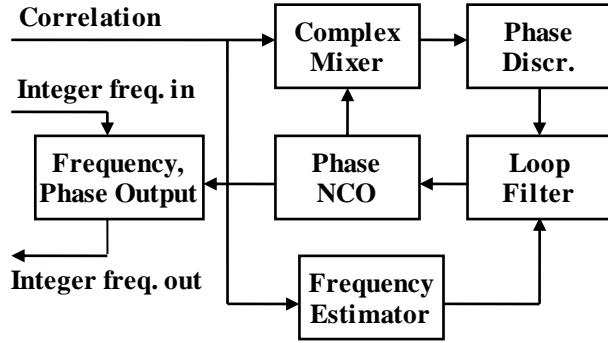 Correlation
Complex
Mixer
Phase
Discr.
Integer freq. in
Frequency,
Phase Output
Phase
NCO
Loop
Filter
Integer freq. out
Frequency
Estimator